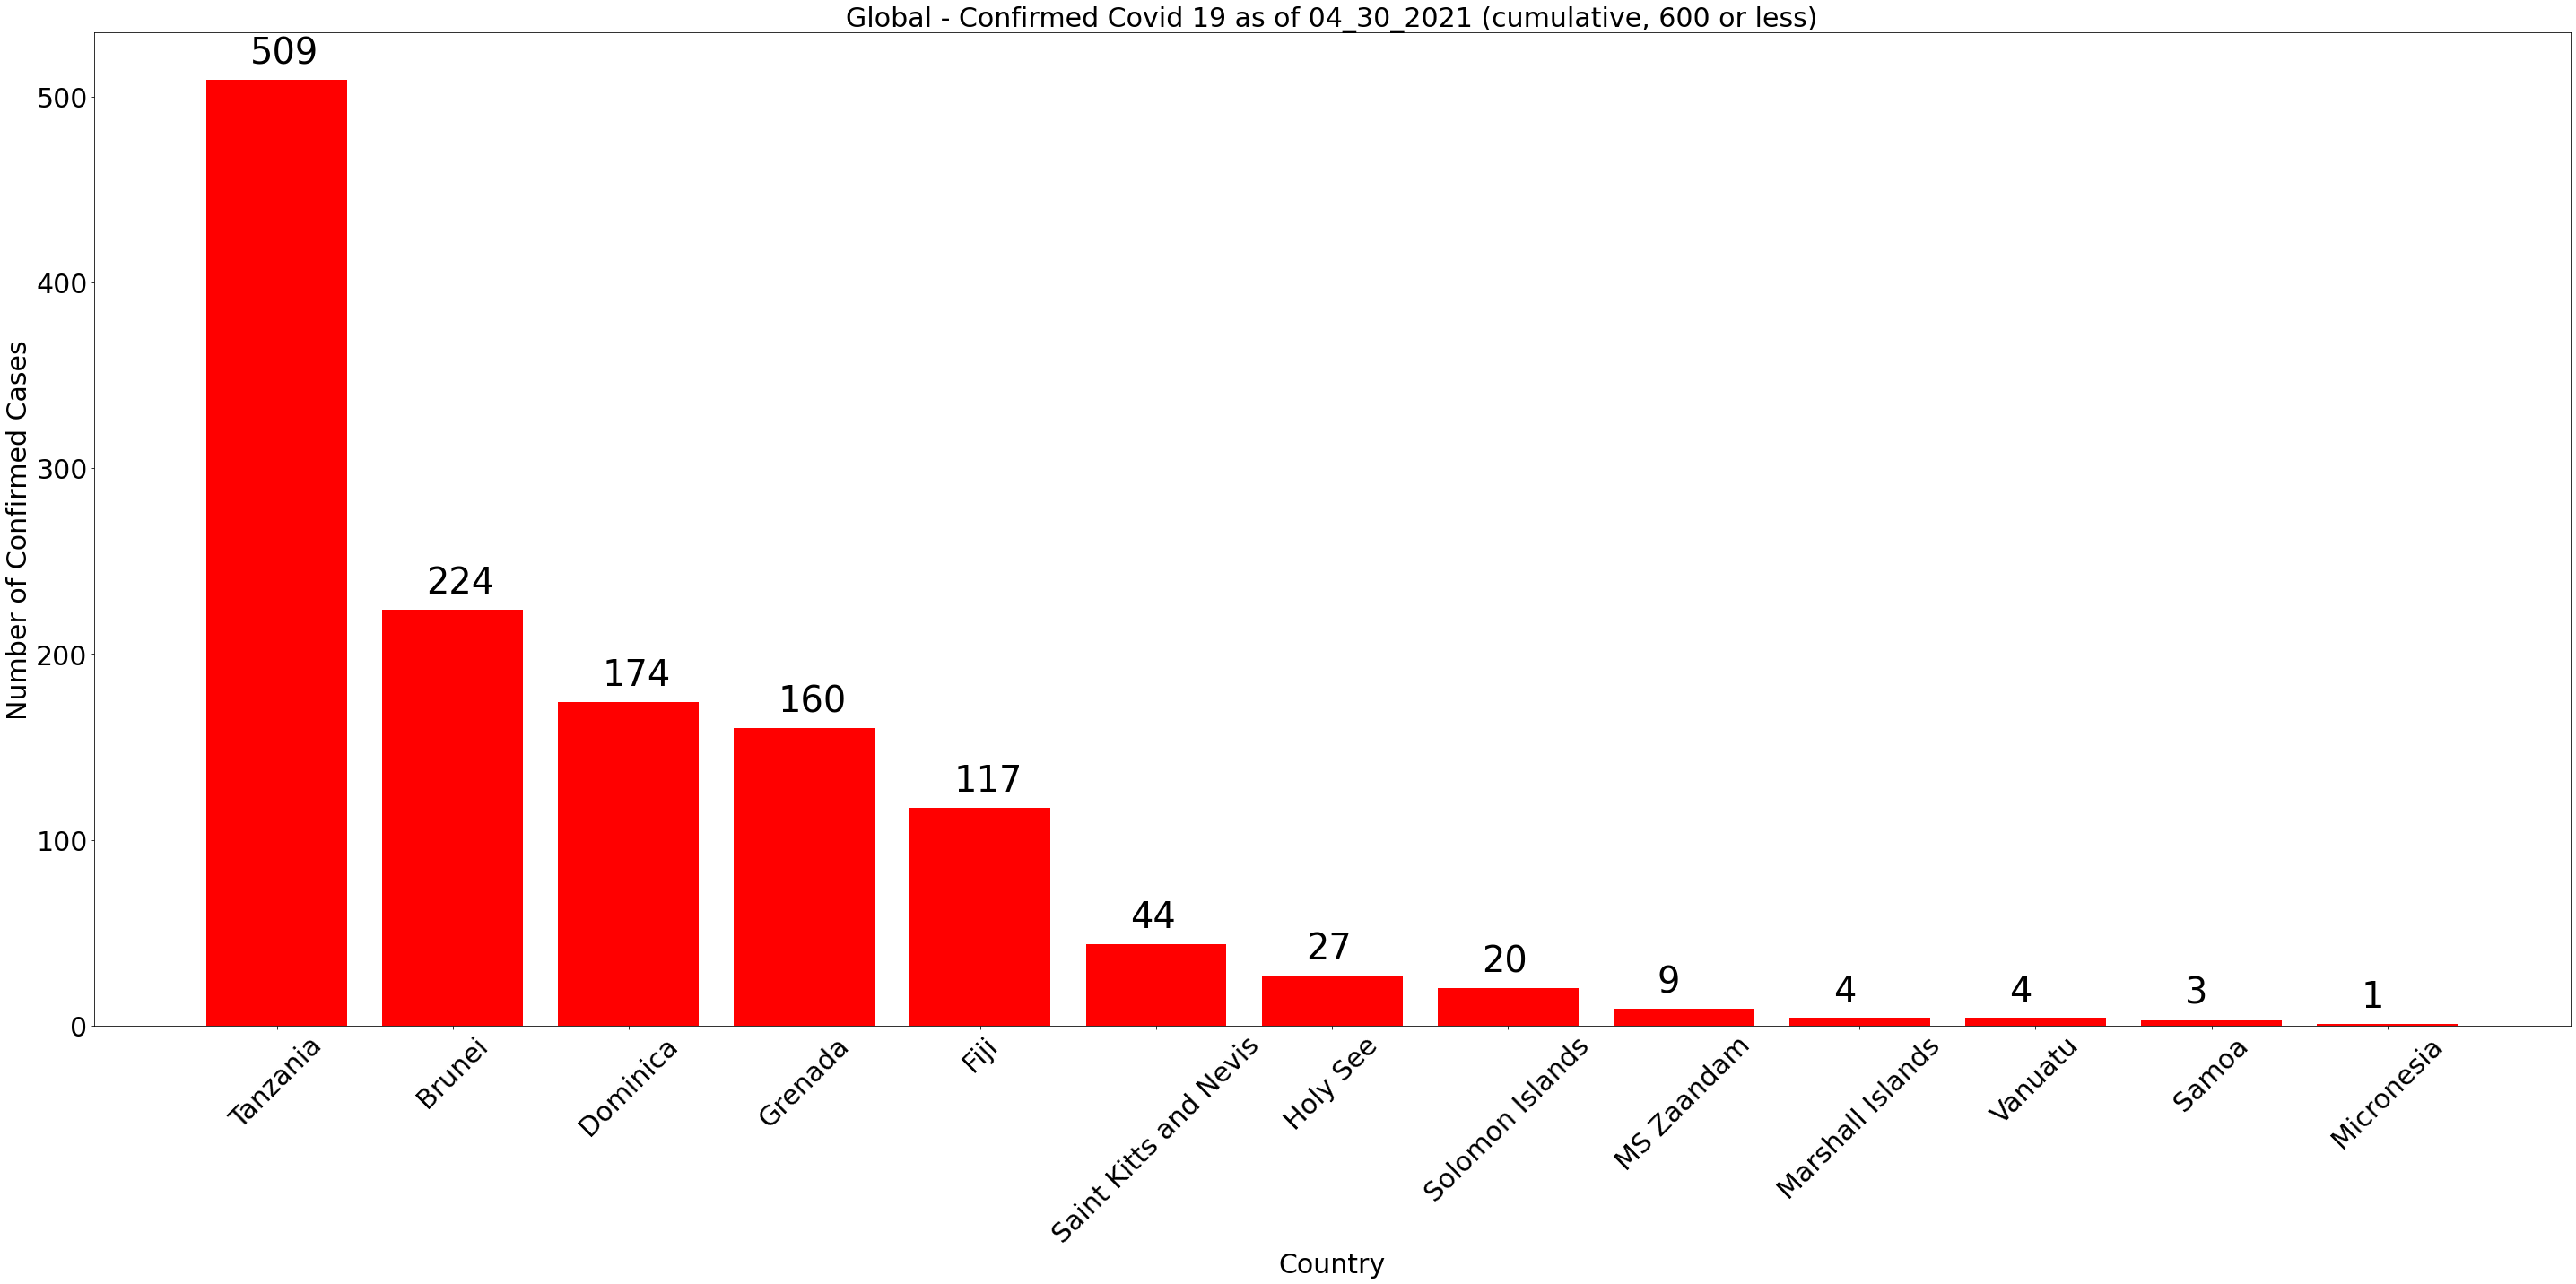 Global - Confirmed Covid 19 as of 04_30_2021 (cumulative, 600 or less)
Number of Confirmed Cases
500
400
300
200
100
0
509
224
174
160
117
44
27
20
9
4
4
3
1
Tanzania
Brunei
Dominica
Grenada
Fiji
Saint Kitts and Nevis
Holy See
Solomon Islands
MS Zaandam
Marshall Islands
Vanuatu
Samoa
Micronesia
Country